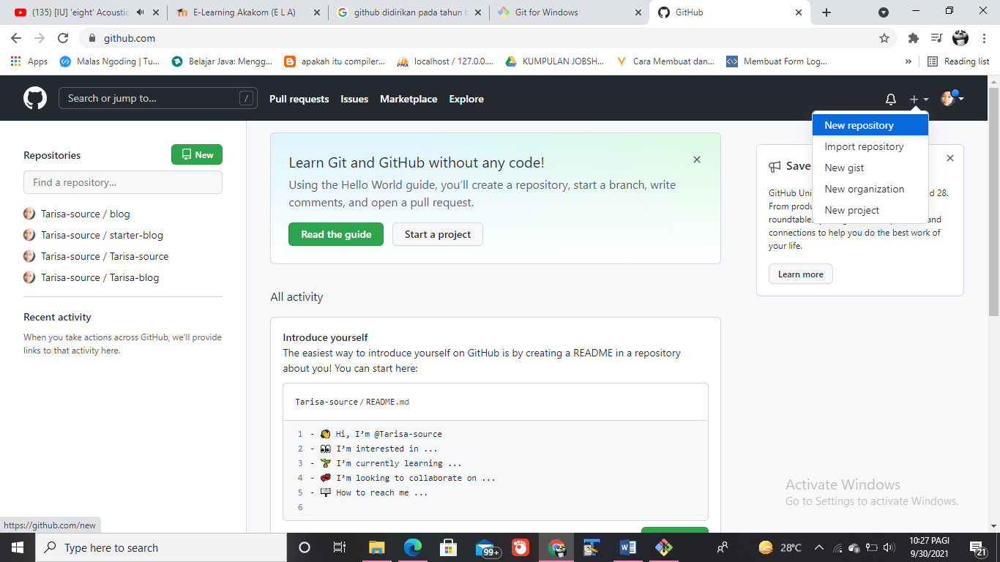 (135) [IU] 'eight' Acoustic
E-Learning Akakom (E L A)
github didirikan pada tahun b
Git for Windows
GitHub
github.com
Apps
Malas Ngoding | Tu...
Belajar Java: Mengg...
apakah itu compiler...
localhost / 127.0.0....
KUMPULAN JOBSH...
Cara Membuat dan...
Membuat Form Log...
»
Reading list
Search or jump to...
/
Pull requests
Issues
Marketplace
Explore
New repository
Import repository
New gist
New organization
New project
Repositories
New
Find a repository...
Tarisa-source / blog
Tarisa-source / starter-blog
Tarisa-source / Tarisa-source
Tarisa-source / Tarisa-blog
Recent activity
When you take actions across GitHub, we'll provide
links to that activity here.
Learn Git and GitHub without any code!
Using the Hello World guide, you'll create a repository, start a branch, write
comments, and open a pull request.
Read the guide
Start a project
All activity
Introduce yourself
The easiest way to introduce yourself on GitHub is by creating a README in a repository
about you! You can start here:
Tarisa-source / README.md
1 - 👋 Hi, I'm @Tarisa-source
2 - 👀 I'm interested in ...
3 - 🌱 I'm currently learning ...
4 - 💞️ I'm looking to collaborate on ...
5 - 📫 How to reach me ...
6
Save
GitHub Uni
d 28.
From produ
roundtables
and
connections to help you do the best work of
your life.
Learn more
Activate Windows
Go to Settings to activate Windows.
https://github.com/new
Type here to search
99+
28°C
10:27 PAGI
9/30/2021
21